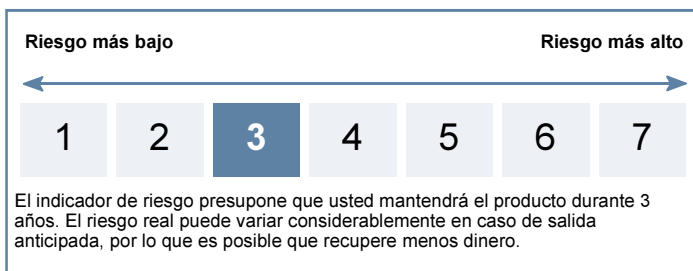 Riesgo más bajo Riesgo más alto
1 2 3 4 5 6 7
El indicador de riesgo presupone que usted mantendrá el producto durante 3
años. El riesgo real puede variar considerablemente en caso de salida
anticipada, por lo que es posible que recupere menos dinero.